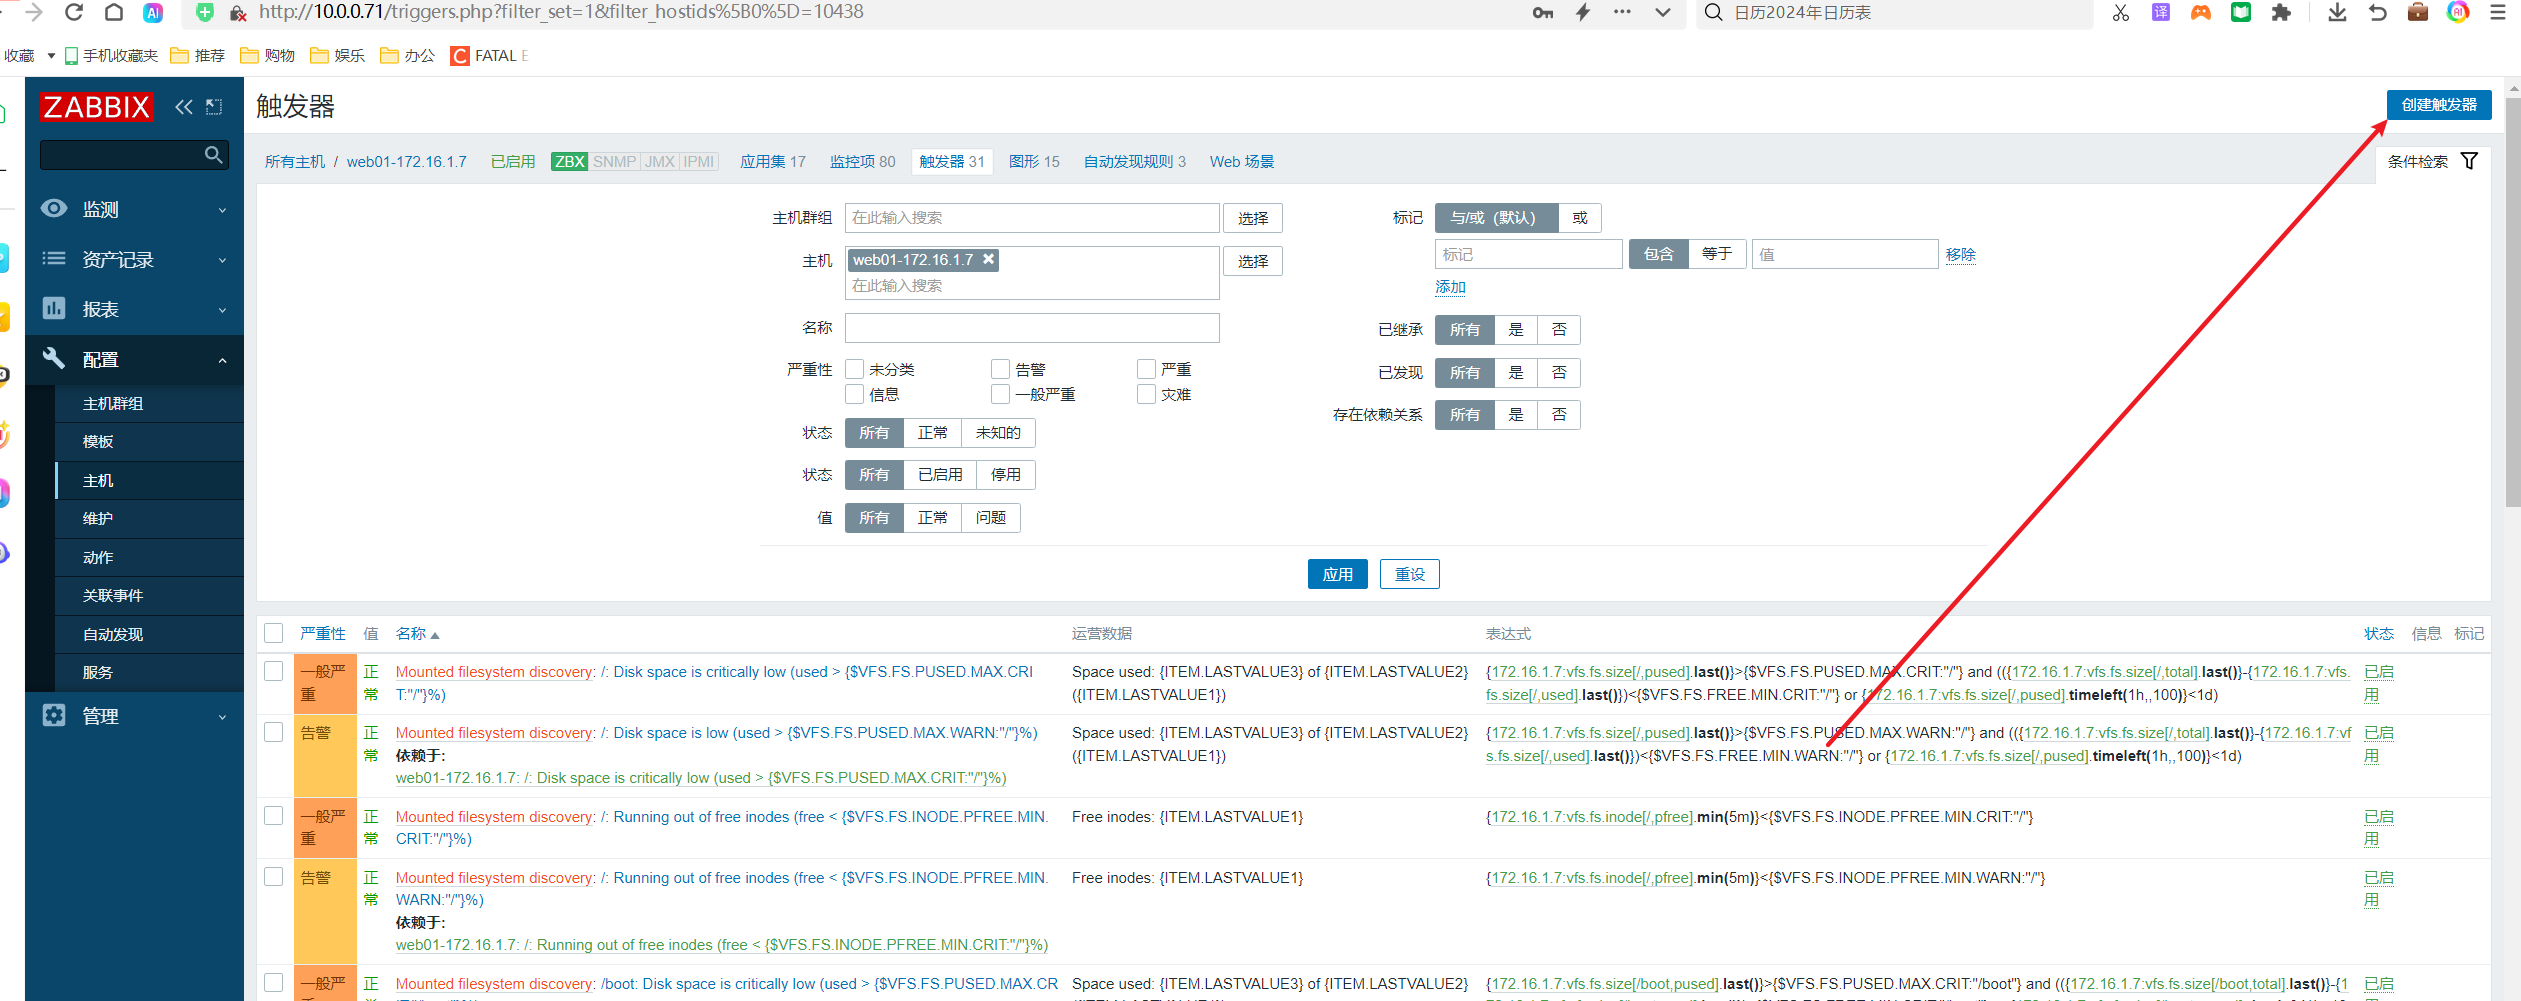 http://10.0.0.71/triggers.php?filter_set=1&filter_hostids%5B0%5D=10438
日历2024年日历表
收藏 手机收藏夹 推荐 购物 娱乐 办公 FATAL E
ZABBIX
触发器
创建触发器
所有主机 / web01-172.16.1.7 已启用 ZBX SNMP JMX IPMI 应用集 17 监控项 80 触发器 31 图形 15 自动发现规则 3 Web 场景
条件检索
监测
资产记录
报表
配置
主机群组
模板
主机
维护
动作
关联事件
自动发现
服务
管理
主机群组 在此输入搜索 选择
主机 web01-172.16.1.7 选择
在此输入搜索
名称
严重性 未分类 告警 严重
信息 一般严重 灾难
状态 所有 正常 未知的
状态 所有 已启用 停用
值 所有 正常 问题
标记 与/或（默认） 或
标记 包含 等于 值 移除
添加
已继承 所有 是 否
已发现 所有 是 否
存在依赖关系 所有 是 否
应用 重设
严重性 值 名称 运营数据 表达式 状态 信息 标记
一般严 正 Mounted filesystem discovery: /: Disk space is critically low (used > {$VFS.FS.PUSED.MAX.CRI Space used: {ITEM.LASTVALUE3} of {ITEM.LASTVALUE2} {172.16.1.7:vfs.fs.size[/,pused].last()}>{$VFS.FS.PUSED.MAX.CRIT:"/"} and (({172.16.1.7:vfs.fs.size[/,total].last()}-{172.16.1.7:vfs. 已启
重 常 T:"/"}%) ({ITEM.LASTVALUE1}) fs.size[/,used].last()})<{$VFS.FS.FREE.MIN.CRIT:"/"} or {172.16.1.7:vfs.fs.size[/,pused].timeleft(1h,,100)}<1d) 用
告警 正 Mounted filesystem discovery: /: Disk space is low (used > {$VFS.FS.PUSED.MAX.WARN:"/"}%) Space used: {ITEM.LASTVALUE3} of {ITEM.LASTVALUE2} {172.16.1.7:vfs.fs.size[/,pused].last()}>{$VFS.FS.PUSED.MAX.WARN:"/"} and (({172.16.1.7:vfs.fs.size[/,total].last()}-{172.16.1.7:vf 已启
常 依赖于: ({ITEM.LASTVALUE1}) s.fs.size[/,used].last()})<{$VFS.FS.FREE.MIN.WARN:"/"} or {172.16.1.7:vfs.fs.size[/,pused].timeleft(1h,,100)}<1d) 用
web01-172.16.1.7: /: Disk space is critically low (used > {$VFS.FS.PUSED.MAX.CRIT:"/"}%)
一般严 正 Mounted filesystem discovery: /: Running out of free inodes (free < {$VFS.FS.INODE.PFREE.MIN. Free inodes: {ITEM.LASTVALUE1} {172.16.1.7:vfs.fs.inode[/,pfree].min(5m)}<{$VFS.FS.INODE.PFREE.MIN.CRIT:"/"} 已启
重 常 CRIT:"/"}%) 用
告警 正 Mounted filesystem discovery: /: Running out of free inodes (free < {$VFS.FS.INODE.PFREE.MIN. Free inodes: {ITEM.LASTVALUE1} {172.16.1.7:vfs.fs.inode[/,pfree].min(5m)}<{$VFS.FS.INODE.PFREE.MIN.WARN:"/"} 已启
常 WARN:"/"}%) 用
依赖于:
web01-172.16.1.7: /: Running out of free inodes (free < {$VFS.FS.INODE.PFREE.MIN.CRIT:"/"}%)
一般严 正 Mounted filesystem discovery: /boot: Disk space is critically low (used > {$VFS.FS.PUSED.MAX.CR Space used: {ITEM.LASTVALUE3} of {ITEM.LASTVALUE2} {172.16.1.7:vfs.fs.size[/boot,pused].last()}>{$VFS.FS.PUSED.MAX.CRIT:"/boot"} and (({172.16.1.7:vfs.fs.size[/boot,total].last()}-{1 已启